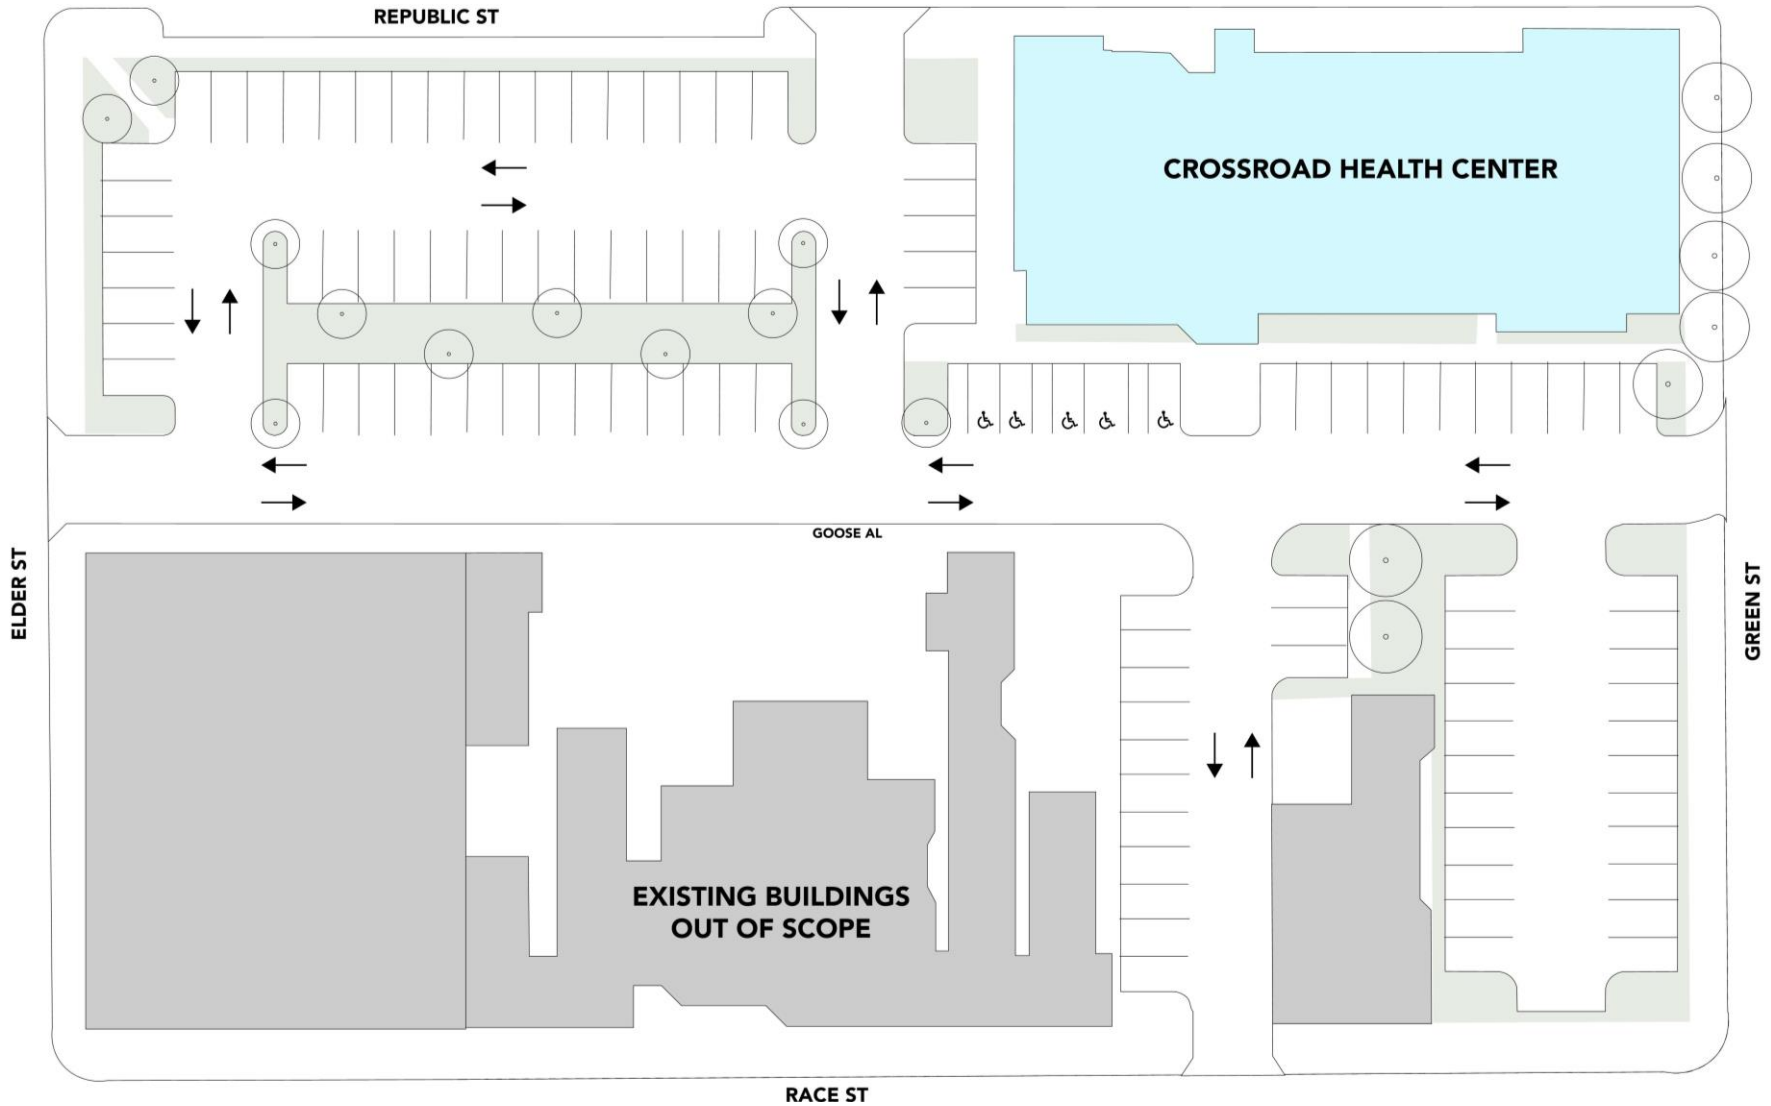 REPUBLIC ST
CROSSROAD HEALTH CENTER
GOOSE AL
ELDER ST
GREEN ST
EXISTING BUILDINGS
OUT OF SCOPE
RACE ST